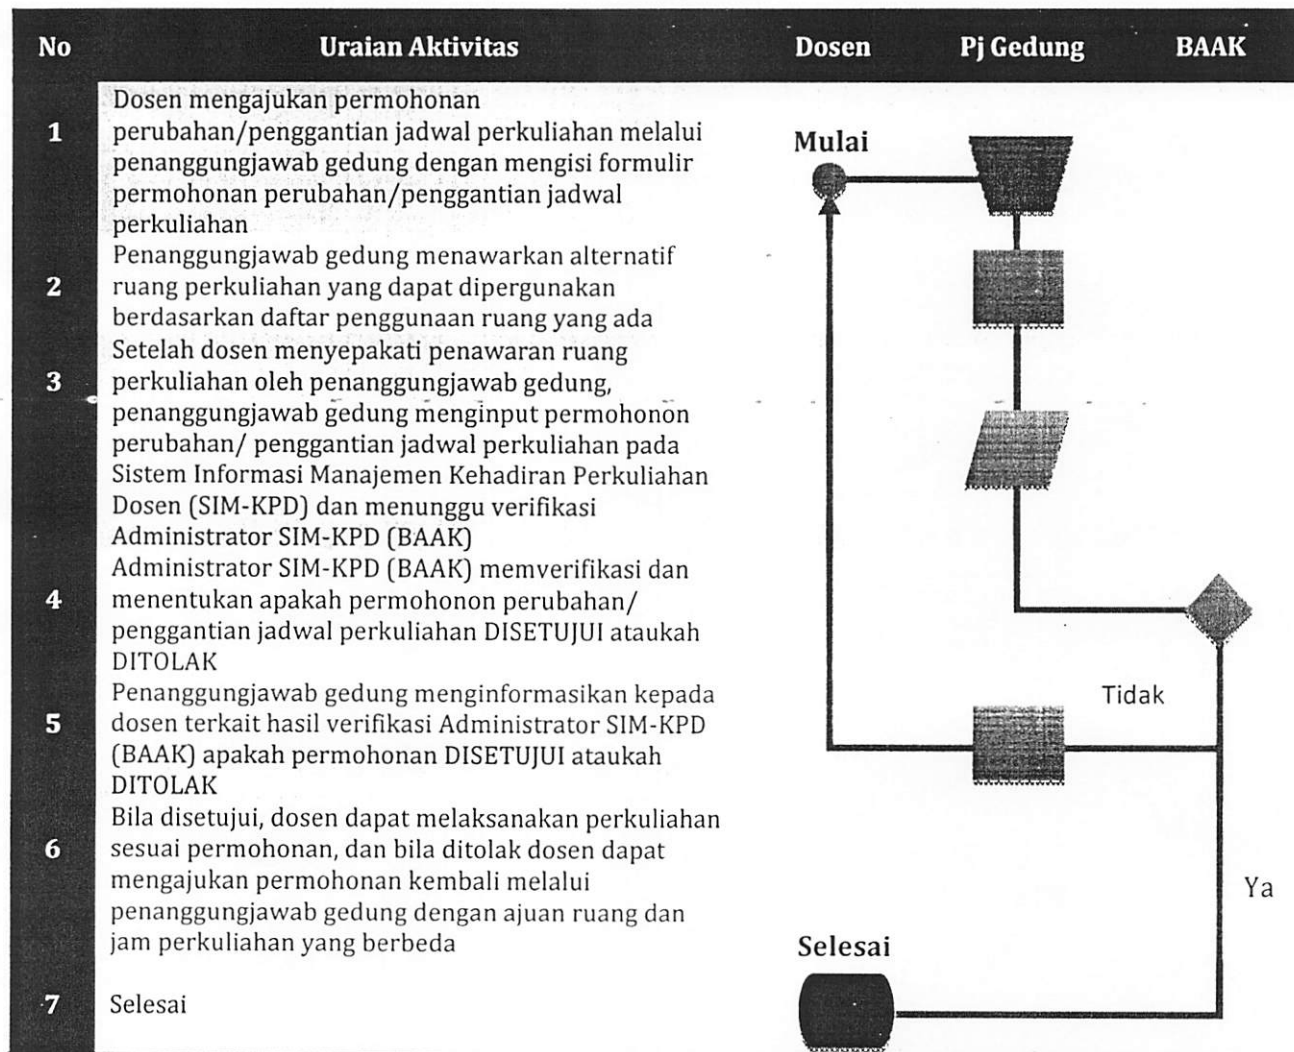 No Uraian Aktivitas Dosen Pj Gedung BAAK
Dosen mengajukan permohonan
1 perubahan/penggantian jadwal perkuliahan melalui
penanggungjawab gedung dengan mengisi formulir
permohonan perubahan/penggantian jadwal
perkuliahan
Mulai
Penanggungjawab gedung menawarkan alternatif
2 ruang perkuliahan yang dapat dipergunakan
berdasarkan daftar penggunaan ruang yang ada
Setelah dosen menyepakati penawaran ruang
3 perkuliahan oleh penanggungjawab gedung,
penanggungjawab gedung menginput permohonon
perubahan/ penggantian jadwal perkuliahan pada
Sistem Informasi Manajemen Kehadiran Perkuliahan
Dosen (SIM-KPD) dan menunggu verifikasi
Administrator SIM-KPD (BAAK)
Administrator SIM-KPD (BAAK) memverifikasi dan
4 menentukan apakah permohonon perubahan/
penggantian jadwal perkuliahan DISETUJUI ataukah
DITOLAK
Penanggungjawab gedung menginformasikan kepada
5 dosen terkait hasil verifikasi Administrator SIM-KPD
(BAAK) apakah permohonan DISETUJUI ataukah
DITOLAK
Tidak
Bila disetujui, dosen dapat melaksanakan perkuliahan
6 sesuai permohonan, dan bila ditolak dosen dapat
mengajukan permohonan kembali melalui
penanggungjawab gedung dengan ajuan ruang dan
jam perkuliahan yang berbeda
Ya
Selesai
7 Selesai